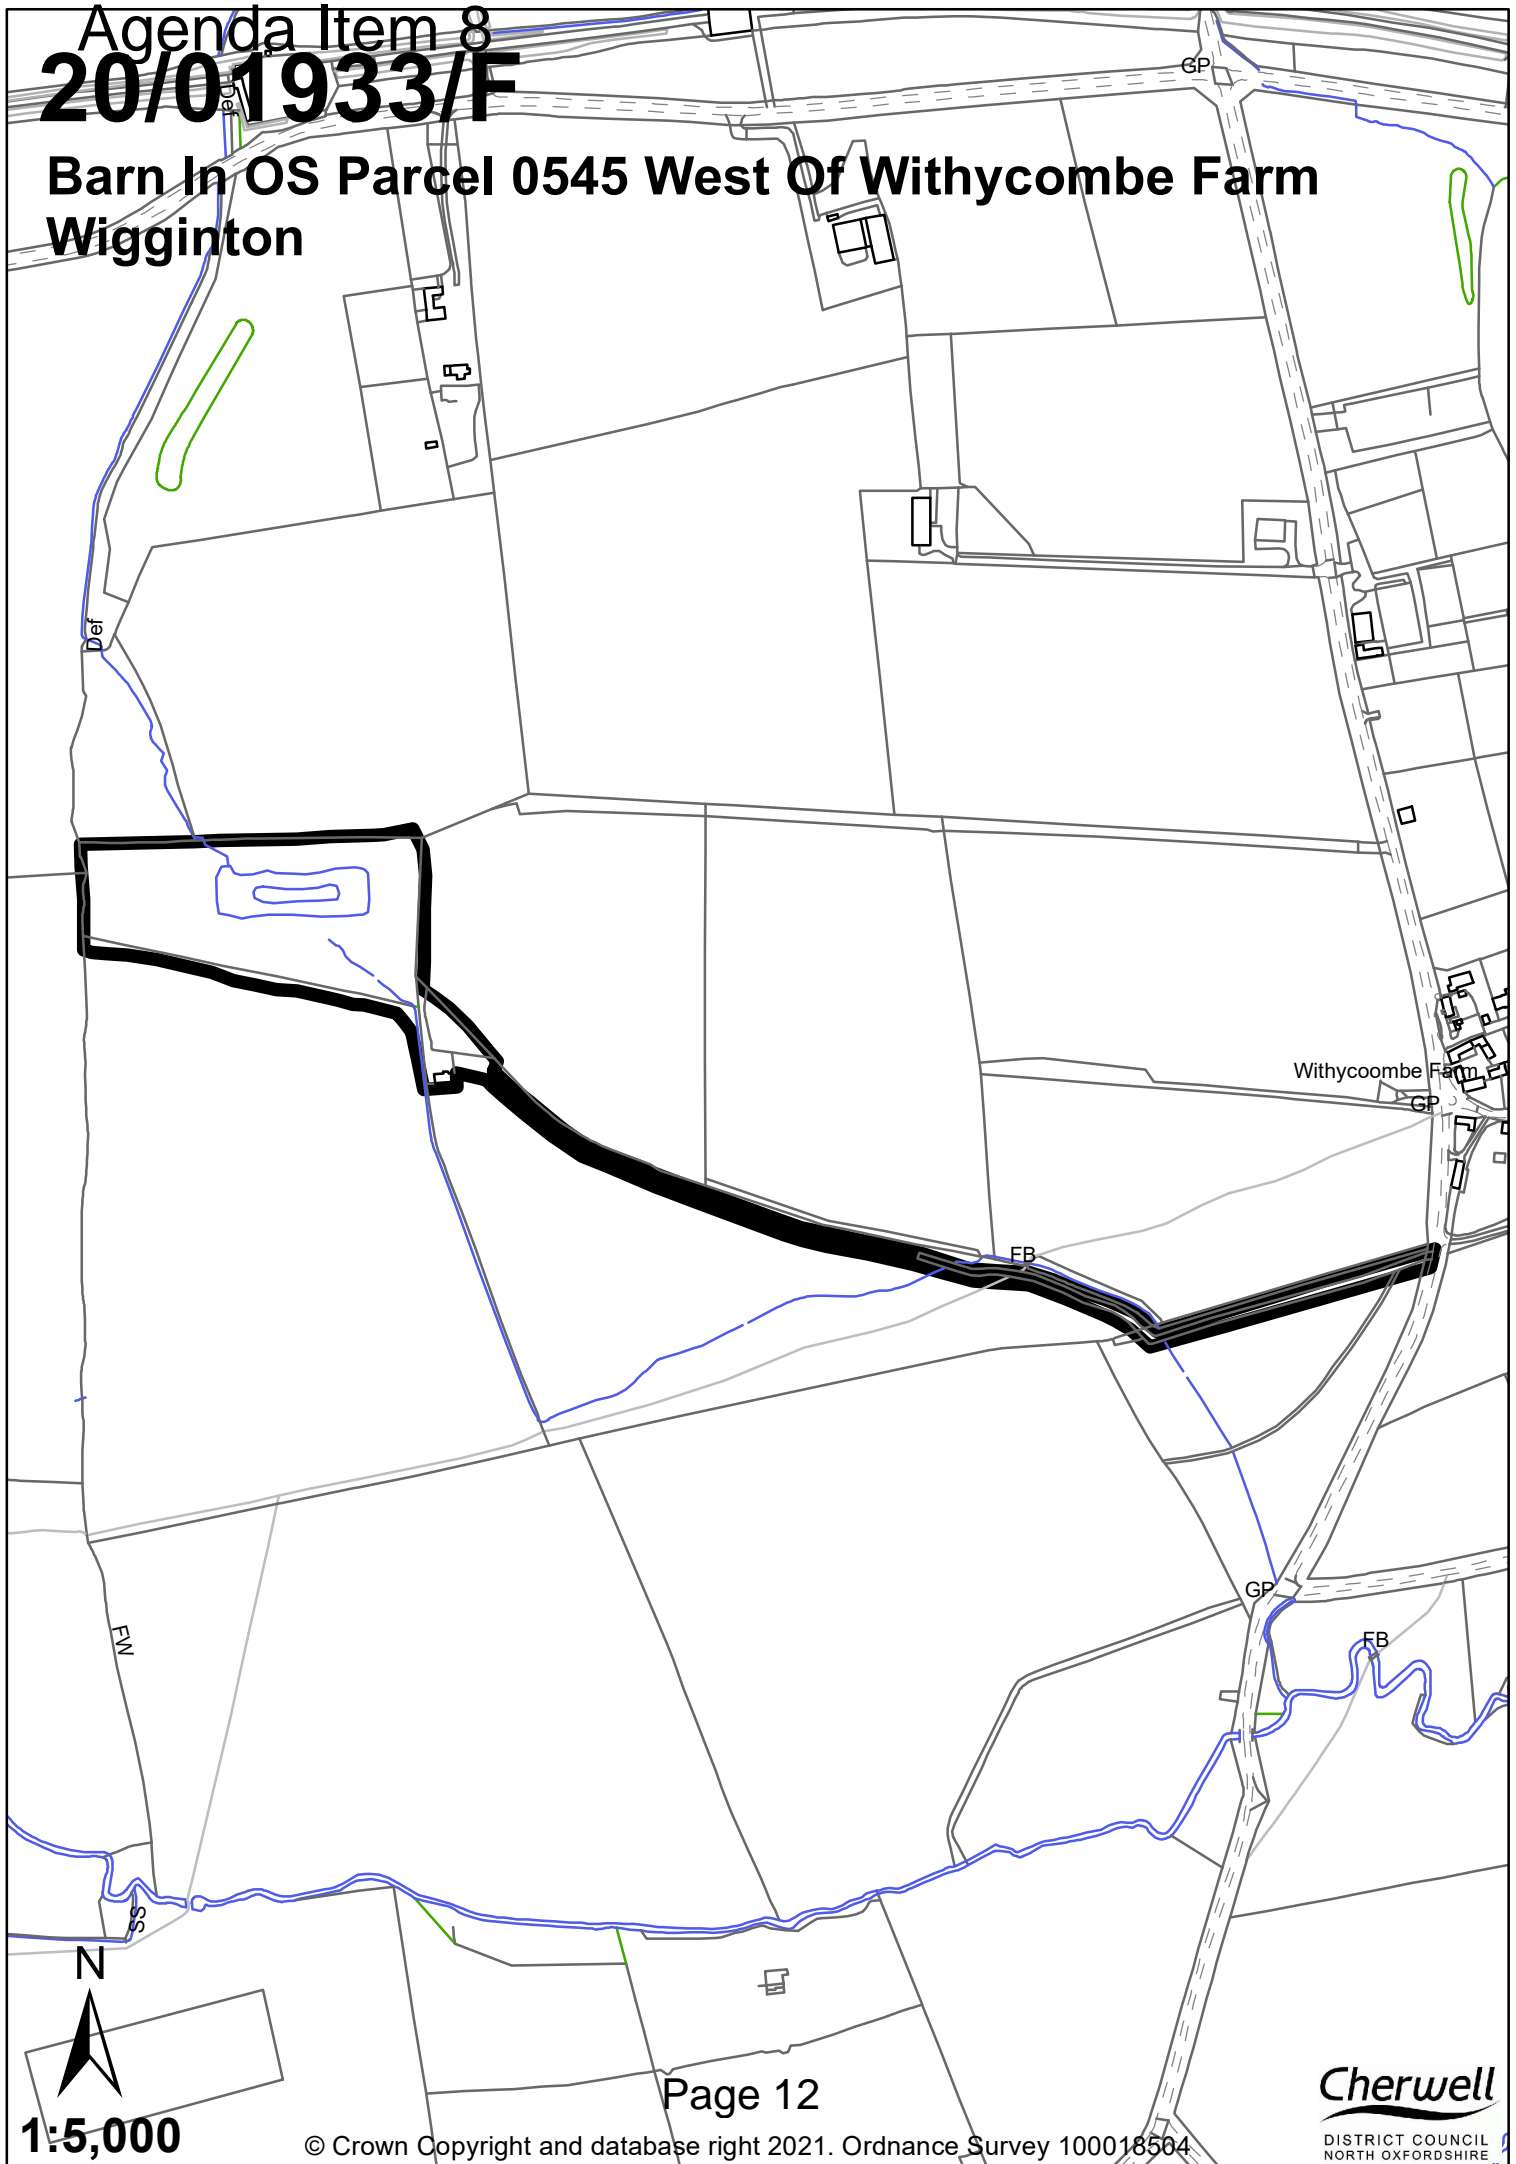 Agenda Item 8
20/01933/F
Barn In OS Parcel 0545 West Of Withycombe Farm
Wigginton
GP
Def
Def
Withycoombe Farm
GP
FB
GP
FB
FW
SS
N
1:5,000
Page 12
© Crown Copyright and database right 2021. Ordnance Survey 100018504
Cherwell
DISTRICT COUNCIL
NORTH OXFORDSHIRE